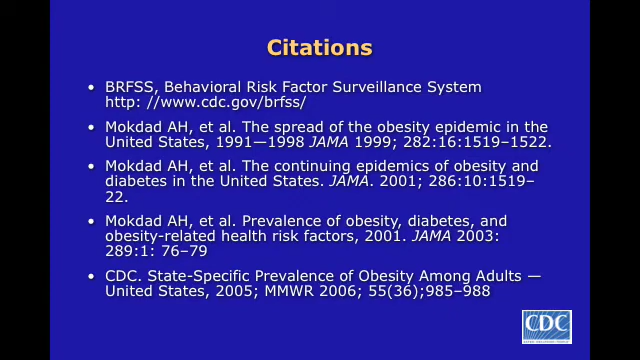 Citations
• BRFSS, Behavioral Risk Factor Surveillance System
http: //www.cdc.gov/brfss/
• Mokdad AH, et al. The spread of the obesity epidemic in the
United States, 1991—1998 JAMA 1999; 282:16:1519–1522.
• Mokdad AH, et al. The continuing epidemics of obesity and
diabetes in the United States. JAMA. 2001; 286:10:1519–
22.
• Mokdad AH, et al. Prevalence of obesity, diabetes, and
obesity-related health risk factors, 2001. JAMA 2003:
289:1: 76–79
• CDC. State-Specific Prevalence of Obesity Among Adults —
United States, 2005; MMWR 2006; 55(36);985–988
CDC